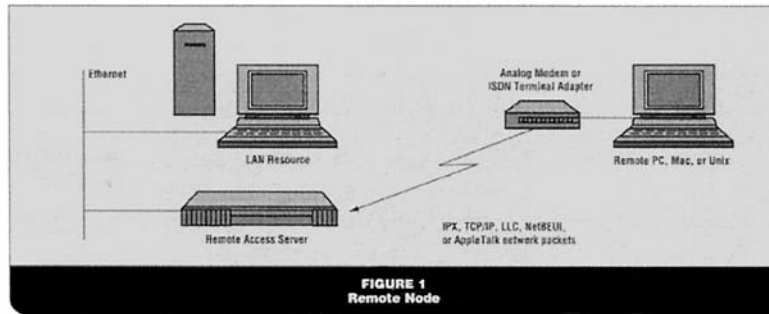 Ethernet
LAN Resource
Remote Access Server
Analog Modem or
ISDN Terminal Adapter
Remote PC, Mac, or Unix
IPX, TCP/IP, LLC, NetBEUI,
or AppleTalk network packets
FIGURE 1
Remote Node